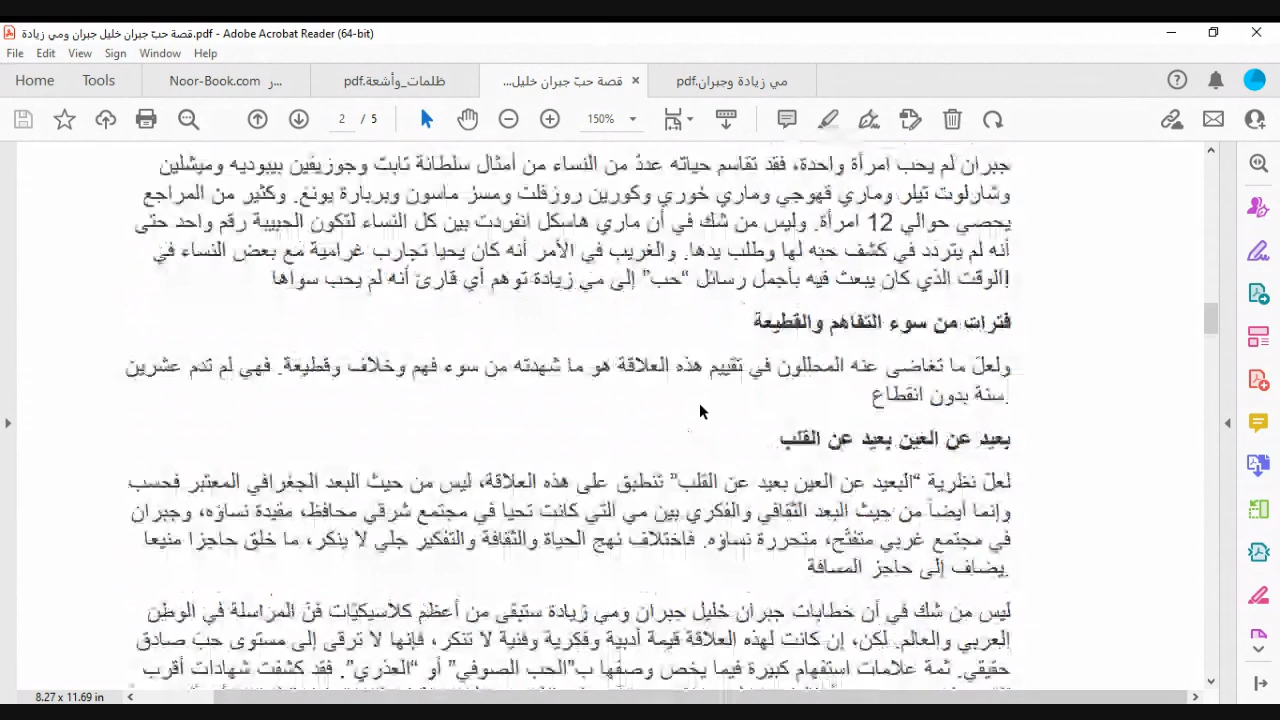 قصة حبّ جبران خليل جبران ومي زيادة.pdf - Adobe Acrobat Reader (64-bit)
File Edit View Sign Window Help
Home Tools Noor-Book.com ر... ظلمات_وأشعة.pdf قصة حبّ جبران خليل... مي زيادة وجبران.pdf
2 / 5 150%
جبران لم يحب امرأة واحدة، فقد تقاسم حياته عددٌ من النساء من أمثال سلطانة ثابت وجوزيفين بيبوديه وميشلين
وشارلوت تيلر وماري قهوجي وماري خوري وكورين روزفلت ومسز ماسون وبربارة يونغ. وكثير من المراجع
يحصي حوالي 12 امرأة. وليس من شك في أن ماري هاسكل انفردت بين كل النساء لتكون الحبيبة رقم واحد حتى
أنه لم يتردد في كشف حبّه لها وطلب يدها. والغريب في الأمر أنه كان يحيا تجارب غرامية مع بعض النساء في
الوقت الذي كان يبعث فيه بأجمل رسائل “حب” إلى مي زيادة توهم أي قارئ أنه لم يحب سواها!
فترات من سوء التفاهم والقطيعة
ولعلّ ما تغاضى عنه المحللون في تقييم هذه العلاقة هو ما شهدته من سوء فهم وخلاف وقطيعة. فهي لم تدم عشرين
سنة بدون انقطاع.
بعيد عن العين بعيد عن القلب
لعلّ نظرية “البعيد عن العين بعيد عن القلب” تنطبق على هذه العلاقة، ليس من حيث البعد الجغرافي المعتبر فحسب
وإنما أيضاً من حيث البعد الثقافي والفكري بين مي التي كانت تحيا في مجتمع شرقي محافظ، مقيدة نساؤه، وجبران
في مجتمع غربي متفتّح، متحررة نساؤه. فاختلاف نهج الحياة والثقافة والتفكير جلي لا ينكر، ما خلق حاجزا منيعا
يضاف إلى حاجز المسافة.
ليس من شك في أن خطابات جبران خليل جبران ومي زيادة ستبقى من أعظم كلاسيكيّات فنّ المراسلة في الوطن
العربي والعالم. لكن، إن كانت لهذه العلاقة قيمة أدبية وفكرية وفنية لا تنكر، فإنها لا ترقى إلى مستوى حبّ صادق
حقيقي. ثمة علامات استفهام كبيرة فيما يخص وصفها ب“الحب الصوفي” أو “العذري”. فقد كشفت شهادات أقرب
8.27 x 11.69 in